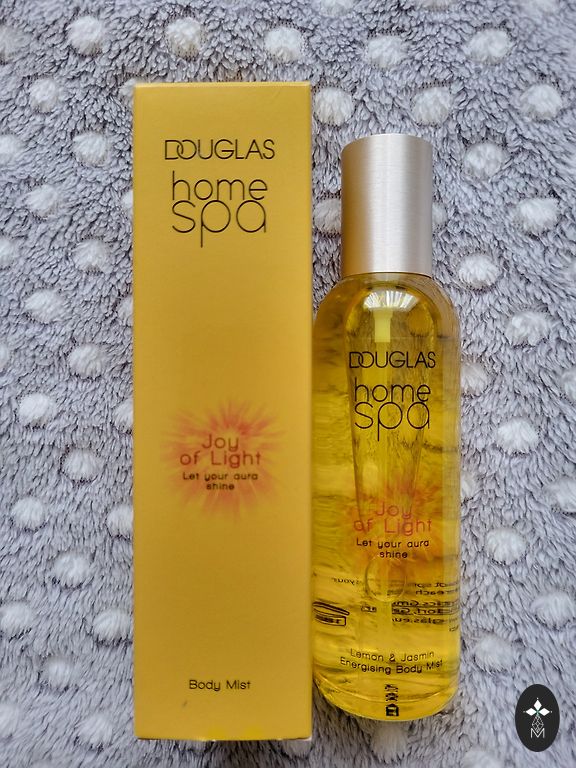 DOUGLAS
home
spa
Joy
of Light
Let your aura
shine
Body Mist
DOUGLAS
home
spa
Joy
of Light
Let your aura
shine
Lemon & Jasmin
Energising Body Mist